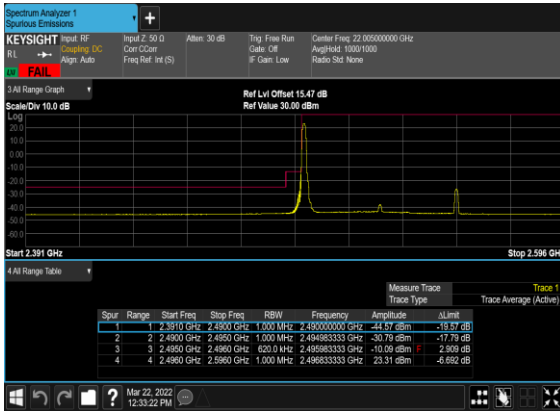 Spectrum Analyzer 1
Spurious Emissions
+
KEYSIGHT Input: RF Input Z: 50 Ω Atten: 30 dB Trig: Free Run Center Freq: 22.005000000 GHz
RL Coupling: DC Corr CCorr Gate: Off Avg|Hold: 1000/1000
Align: Auto Freq Ref: Int (S) IF Gain: Low Radio Std: None
FAIL
3 All Range Graph
Ref Lvl Offset 15.47 dB
Scale/Div 10.0 dB Ref Value 30.00 dBm
Log
20.0
10.0
0.00
-10.0
-20.0
-30.0
-40.0
-50.0
-60.0
Start 2.391 GHz Stop 2.596 GH
4 All Range Table
Measure Trace Trace 1
Trace Type Trace Average (Active)
Spur Range Start Freq Stop Freq RBW Frequency Amplitude ΔLimit
1 1 2.3910 GHz 2.4900 GHz 1.000 MHz 2.490000000 GHz -44.57 dBm -19.57 dB
2 2 2.4900 GHz 2.4950 GHz 1.000 MHz 2.494983333 GHz -30.79 dBm -17.79 dB
3 3 2.4950 GHz 2.4960 GHz 620.0 kHz 2.495983333 GHz -10.09 dBm F 2.909 dB
4 4 2.4960 GHz 2.5960 GHz 1.000 MHz 2.496833333 GHz 23.31 dBm -6.692 dB
? Mar 22, 2022
12:33:22 PM